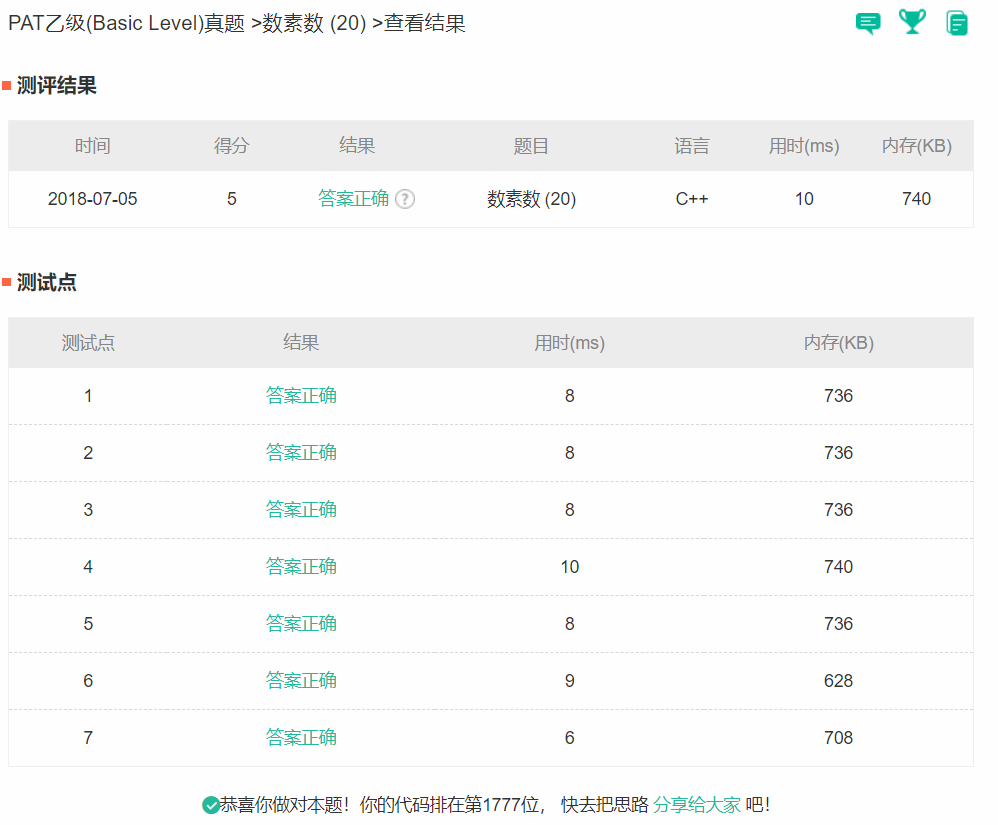 PAT乙级(Basic Level)真题 >数素数 (20) >查看结果
测评结果
时间 得分 结果 题目 语言 用时(ms) 内存(KB)
2018-07-05 5 答案正确 ? 数素数 (20) C++ 10 740
测试点
测试点 结果 用时(ms) 内存(KB)
1 答案正确 8 736
2 答案正确 8 736
3 答案正确 8 736
4 答案正确 10 740
5 答案正确 8 736
6 答案正确 9 628
7 答案正确 6 708
恭喜你做对本题！你的代码排在第1777位， 快去把思路 分享给大家 吧！